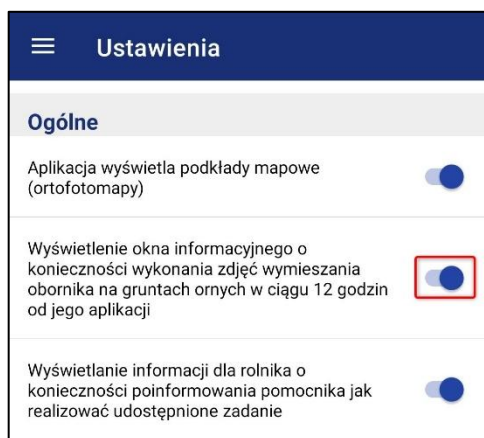 Ustawienia
Ogólne
Aplikacja wyświetla podkłady mapowe
(ortofotomapy)
Wyświetlenie okna informacyjnego o
konieczności wykonania zdjęć wymieszania
obornika na gruntach ornych w ciągu 12 godzin
od jego aplikacji
Wyświetlanie informacji dla rolnika o
konieczności poinformowania pomocnika jak
realizować udostępnione zadanie